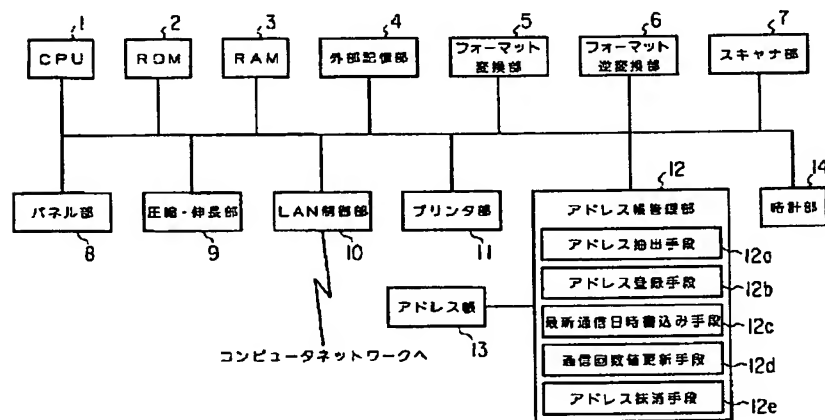 1 2 3 4 5 6 7
CPU
ROM
RAM
外部記憶部
フォーマット
変換部
フォーマット
逆変換部
スキャナ部
パネル部
8
圧縮・伸長部
9
LAN制御部
10
プリンタ部
11
12
アドレス帳管理部
アドレス抽出手段 12a
アドレス登録手段 12b
最新通信日時書込み手段 12c
通信回数値更新手段 12d
アドレス抹消手段 12e
14
時計部
アドレス帳
13
コンピュータネットワークへ